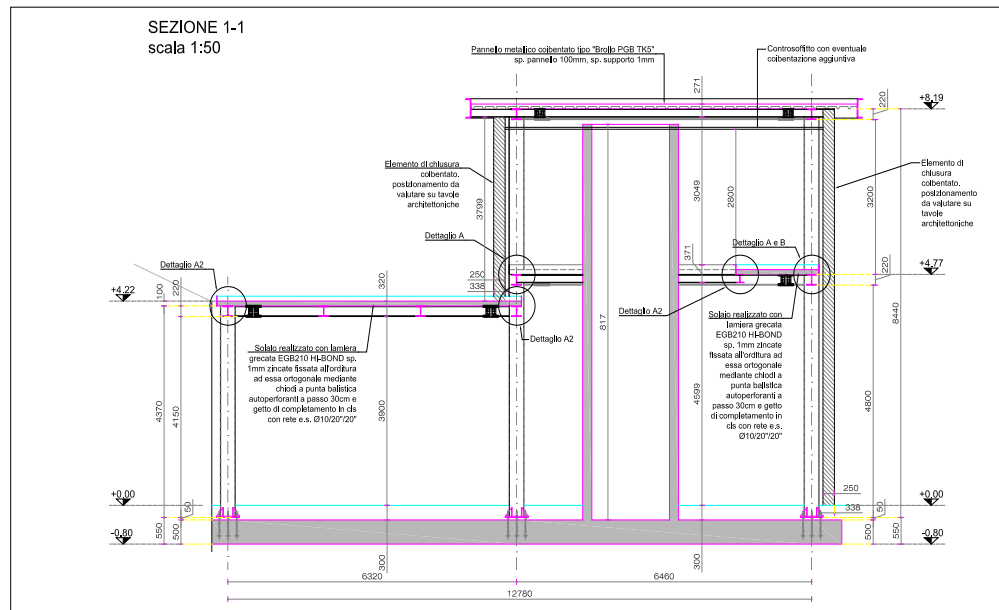 SEZIONE 1-1
scala 1:50
Pannello metallico coibentato tipo "Brollo PGB TK5"
sp. pannello 100mm, sp. supporto 1mm
Controsoffitto con eventuale
coibentazione aggiuntiva
271
220
+8.19
Elemento di chiusura
coibentato.
posizionamento da
valutare su tavole
architettoniche
3799
3049
2800
3200
Elemento di
chiusura
coibentato.
posizionamento
da valutare su
tavole
architettoniche
Dettaglio A
Dettaglio A e B
Dettaglio A2
371
250
338
320
220
100
+4.22
220
+4.77
817
Dettaglio A2
Dettaglio A2
8440
Solaio realizzato con lamiera
grecata EGB210 HI-BOND sp.
1mm zincate fissata all'orditura
ad essa ortogonale mediante
chiodi a punta balistica
autoperforanti a passo 30cm e
getto di completamento in cls
con rete e.s. Ø10/20"/20"
Solaio realizzato con
lamiera grecata
EGB210 HI-BOND
sp. 1mm zincate
fissata all'orditura ad
essa ortogonale
mediante chiodi a
punta balistica
autoperforanti a
passo 30cm e getto
di completamento in
cls con rete e.s.
Ø10/20"/20"
4370
4150
3900
4599
4800
+0.00
50
250
338
+0.00
50
-0.80
550
500
500
550
-0.80
300
300
6320
6460
12780